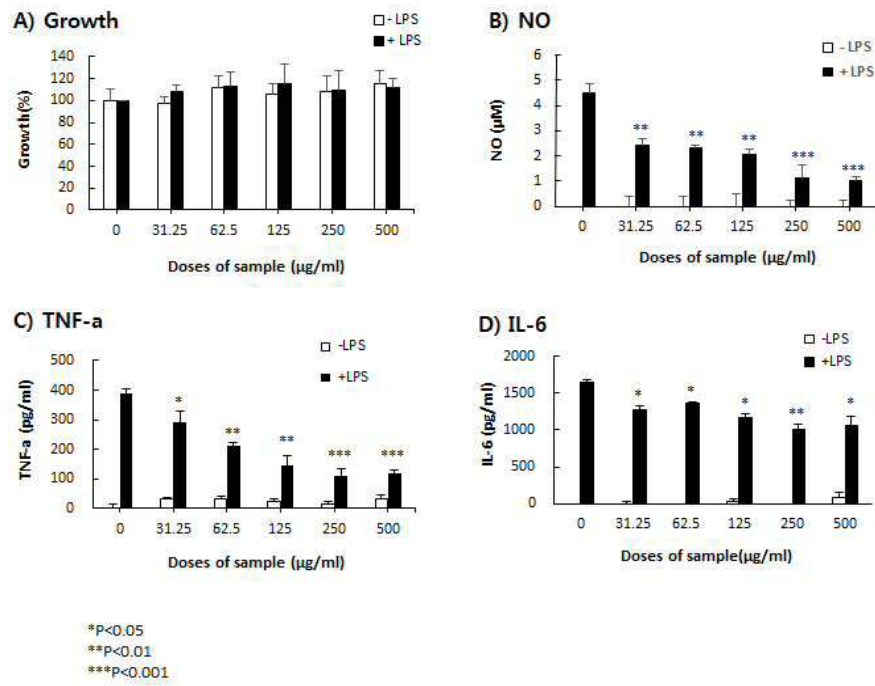 A) Growth
- LPS
+ LPS
140
120
100
80
60
40
20
0
Growth(%)
0 31.25 62.5 125 250 500
Doses of sample (µg/ml)
B) NO
- LPS
+ LPS
6
5
4
3
2
1
0
NO (µM)
** ** ** *** ***
0 31.25 62.5 125 250 500
Doses of sample (µg/ml)
C) TNF-a
-LPS
+LPS
500
400
300
200
100
0
TNF-a (pg/ml)
* ** ** *** ***
0 31.25 62.5 125 250 500
Doses of sample (µg/ml)
D) IL-6
-LPS
+LPS
2000
1500
1000
500
0
IL-6 (pg/ml)
* * * ** *
0 31.25 62.5 125 250 500
Doses of sample(µg/ml)
*P<0.05
**P<0.01
***P<0.001